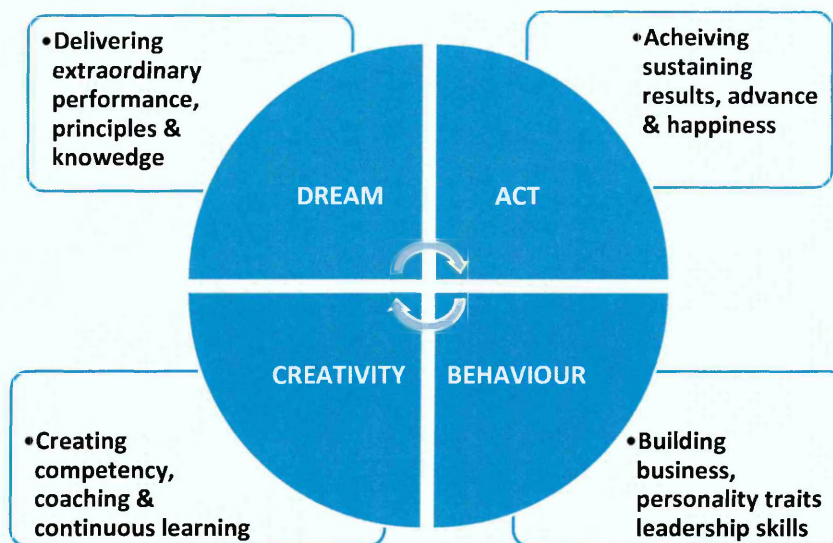 •Delivering
extraordinary
performance,
principles &
knowedge
•Acheiving
sustaining
results, advance
& happiness
DREAM
ACT
CREATIVITY
BEHAVIOUR
•Creating
competency,
coaching &
continuous learning
•Building
business,
personality traits
leadership skills